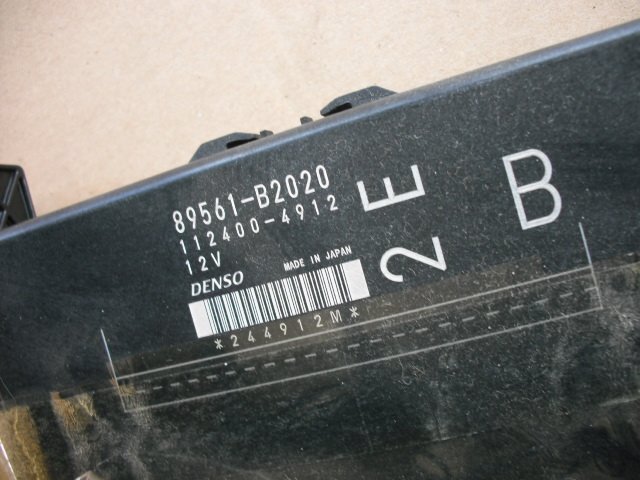 89561-B2020
112400-4912
12V
DENSO MADE IN JAPAN
*244912M*
2E
B